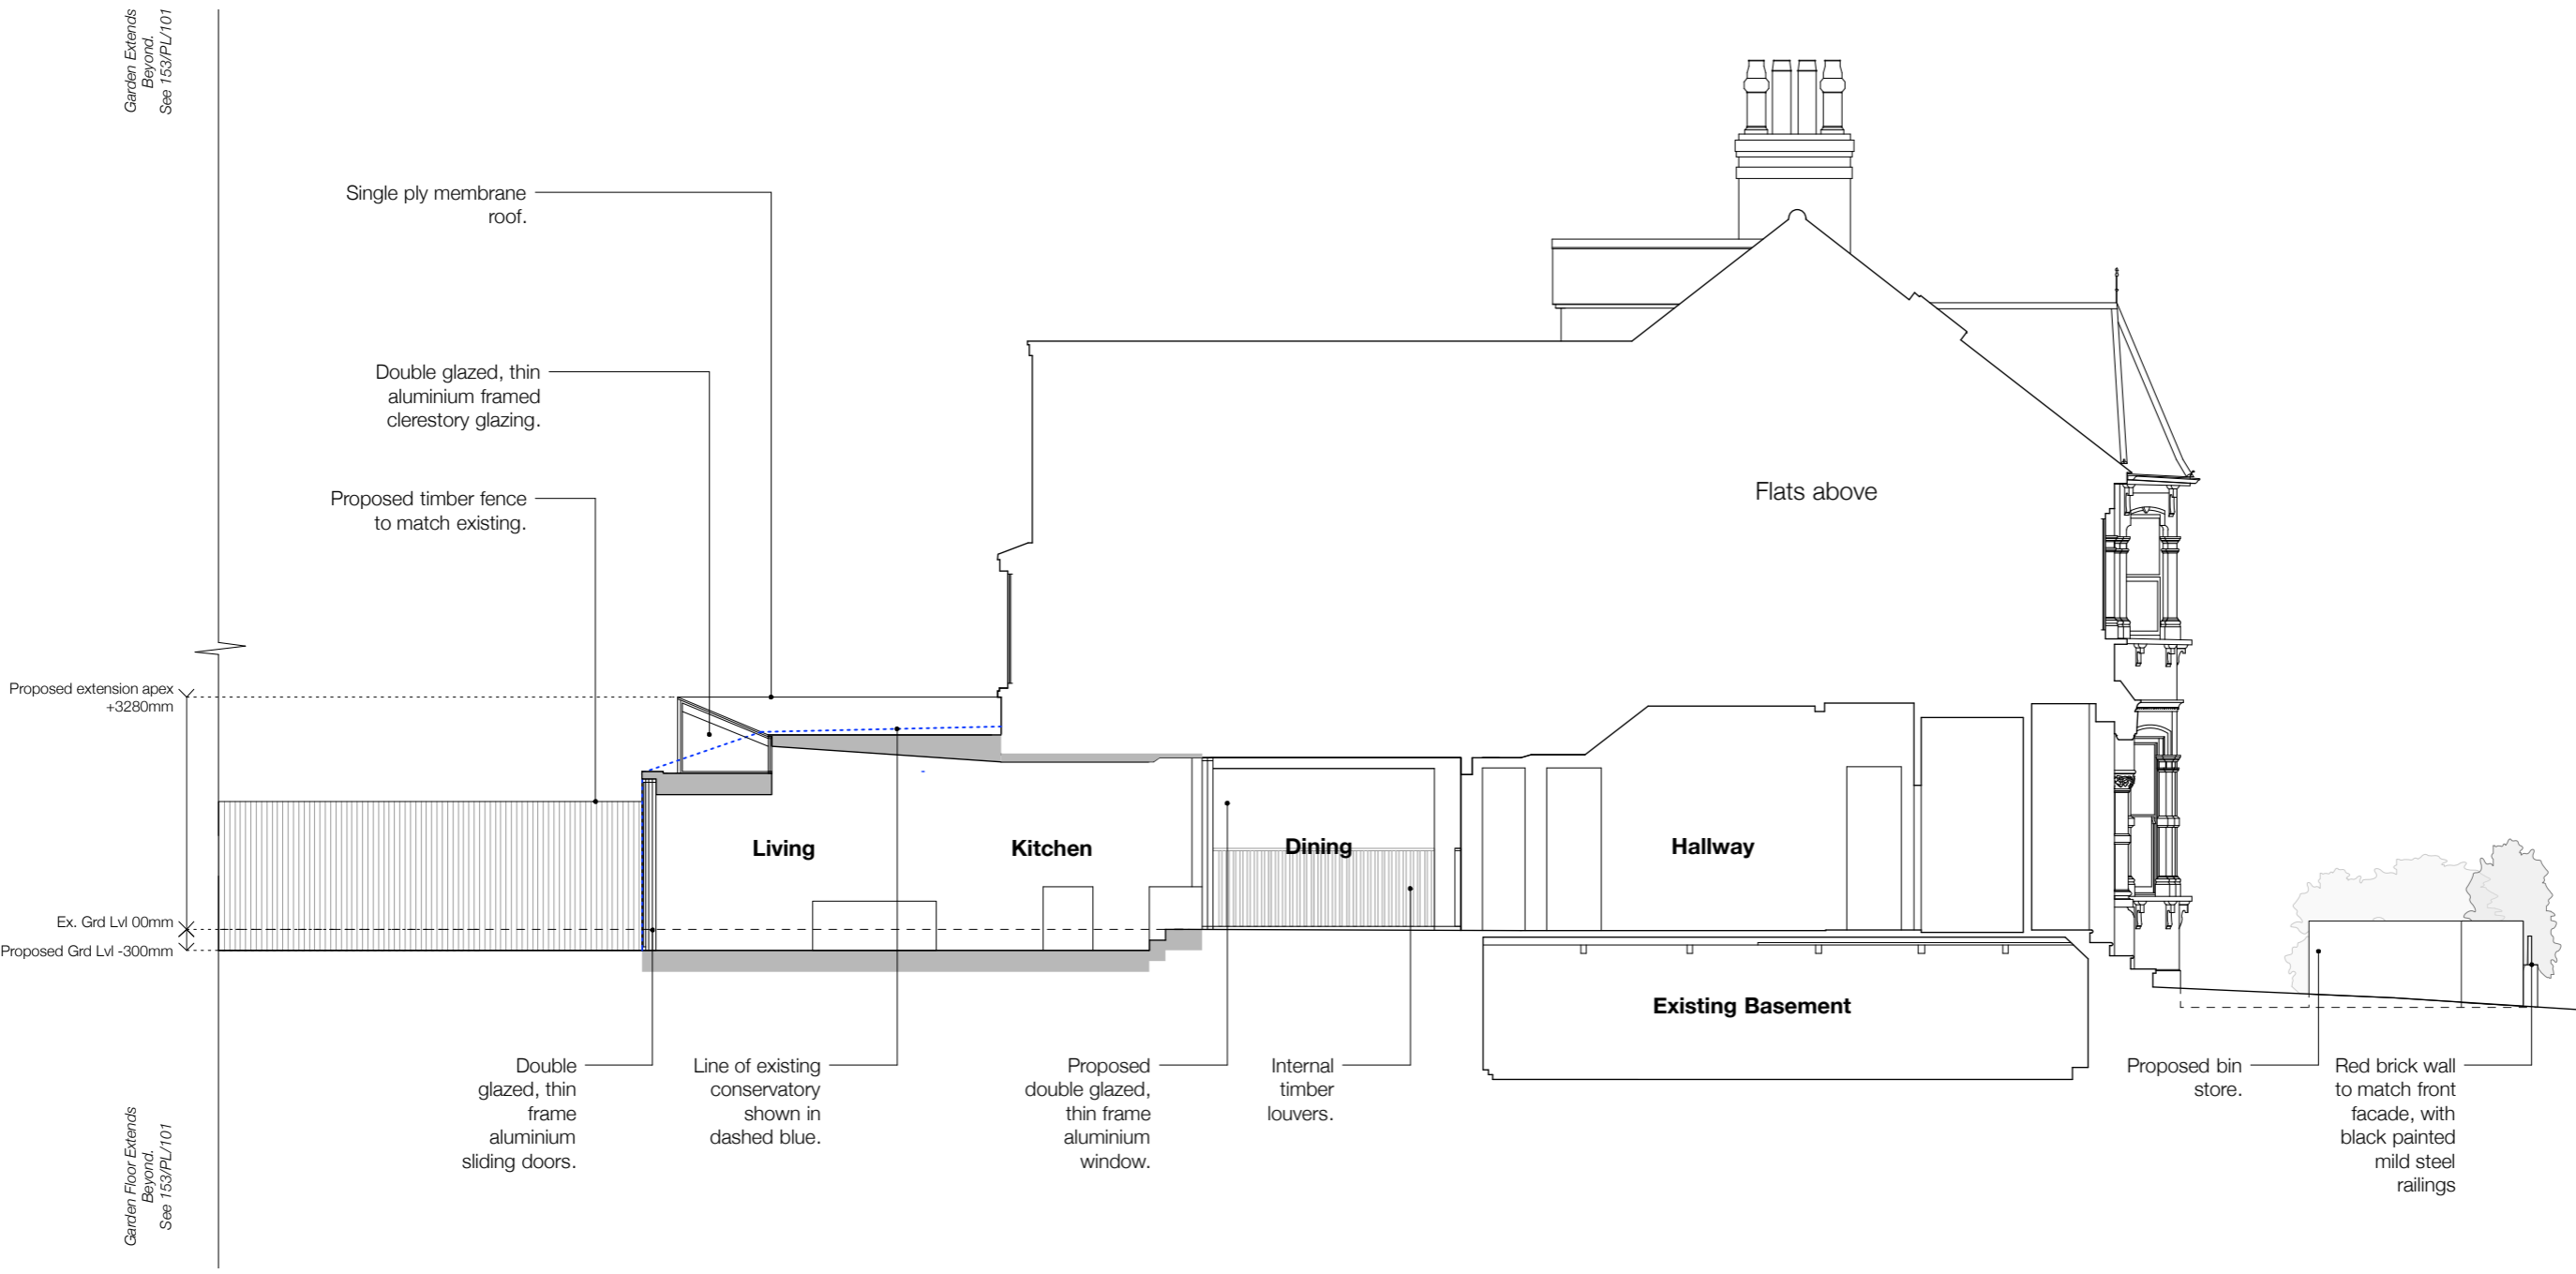 Garden Extends
Beyond.
See 153/PL/101
Single ply membrane
roof.
Double glazed, thin
aluminium framed
clerestory glazing.
Proposed timber fence
to match existing.
Flats above
Proposed extension apex
+3280mm
Living
Kitchen
Dining
Hallway
Ex. Grd Lvl 00mm
Proposed Grd Lvl -300mm
Existing Basement
Double
glazed, thin
frame
aluminium
sliding doors.
Line of existing
conservatory
shown in
dashed blue.
Proposed
double glazed,
thin frame
aluminium
window.
Internal
timber
louvers.
Proposed bin
store.
Red brick wall
to match front
facade, with
black painted
mild steel
railings
Garden Floor Extends
Beyond.
See 153/PL/101